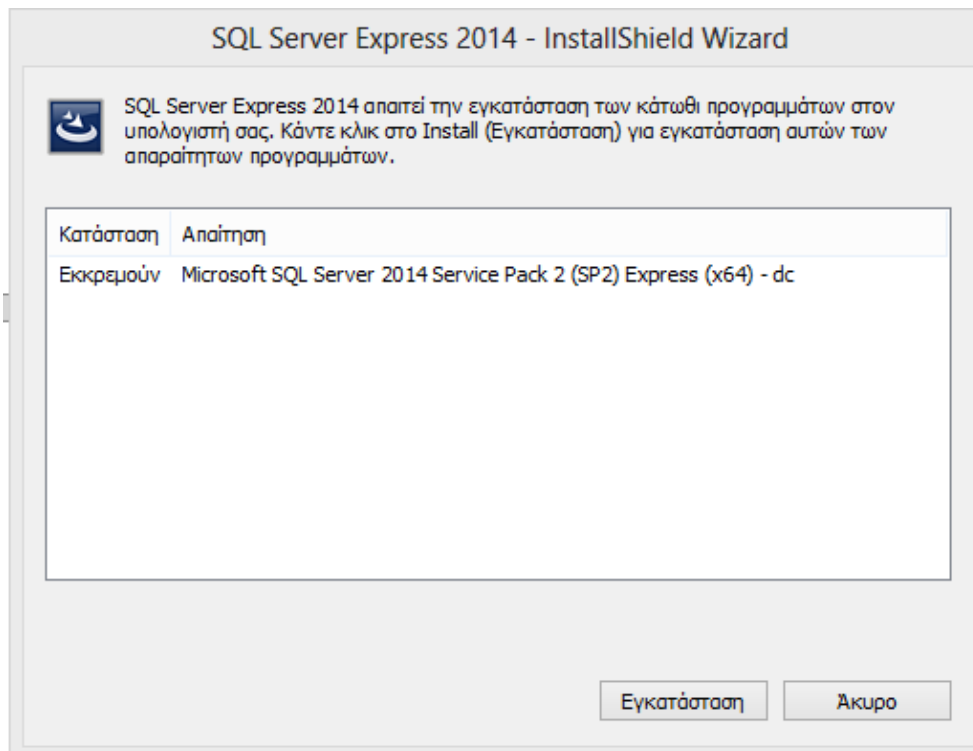 SQL Server Express 2014 - InstallShield Wizard
SQL Server Express 2014 απαιτεί την εγκατάσταση των κάτωθι προγραμμάτων στον
υπολογιστή σας. Κάντε κλικ στο Install (Εγκατάσταση) για εγκατάσταση αυτών των
απαραίτητων προγραμμάτων.
Κατάσταση Απαίτηση
Εκκρεμούν Microsoft SQL Server 2014 Service Pack 2 (SP2) Express (x64) - dc
Εγκατάσταση Άκυρο